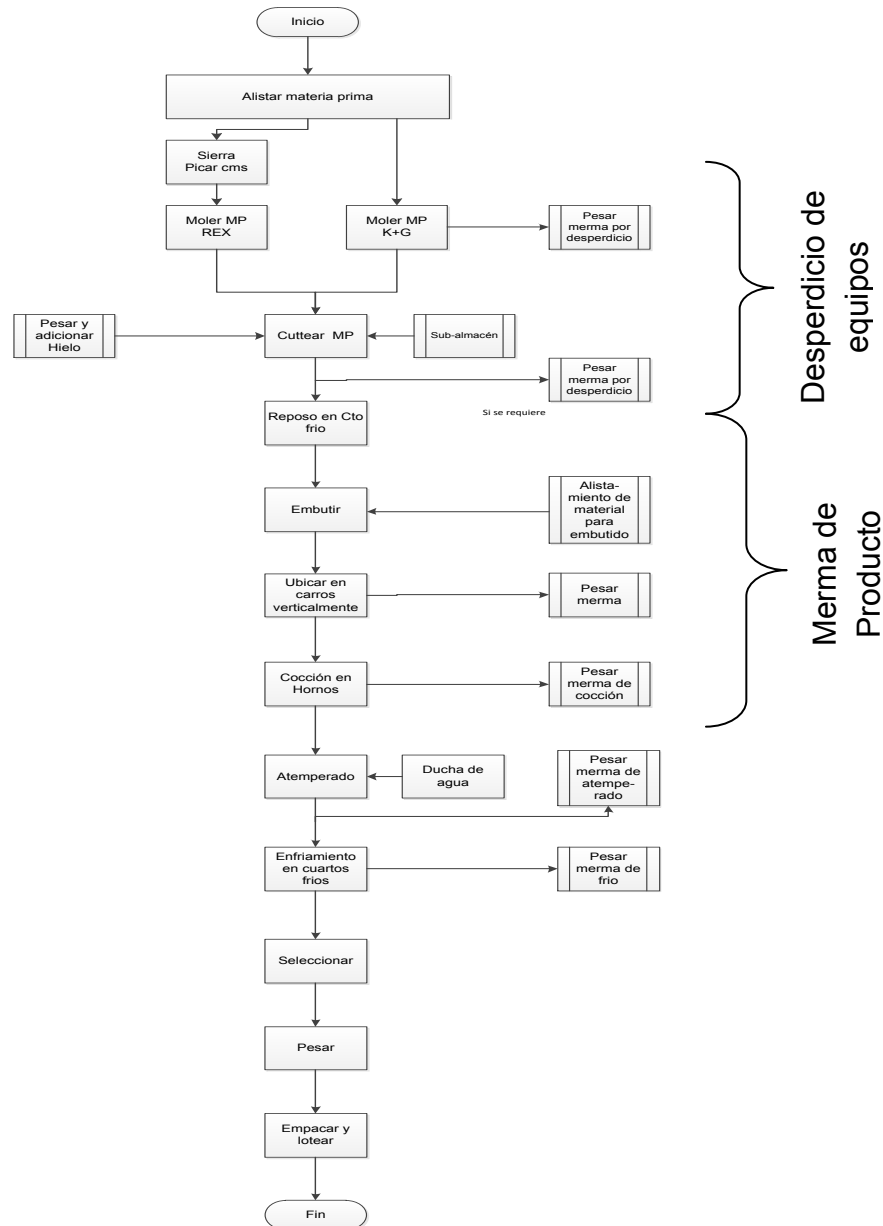 Inicio
Alistar materia prima
Sierra
Picar cms
Moler MP
REX
Moler MP
K+G
Pesar
merma por
desperdicio
Desperdicio de
equipos
Pesar y
adicionar
Hielo
Cuttear MP
Sub-almacén
Pesar
merma por
desperdicio
Reposo en Cto
frio
Si se requiere
Embutir
Alista-
miento de
material
para
embutido
Merma de
Producto
Ubicar en
carros
verticalmente
Pesar
merma
Cocción en
Hornos
Pesar
merma de
cocción
Atemperado
Ducha de
agua
Pesar
merma de
atempe-
rado
Enfriamiento
en cuartos
frios
Pesar
merma de
frio
Seleccionar
Pesar
Empacar y
lotear
Fin